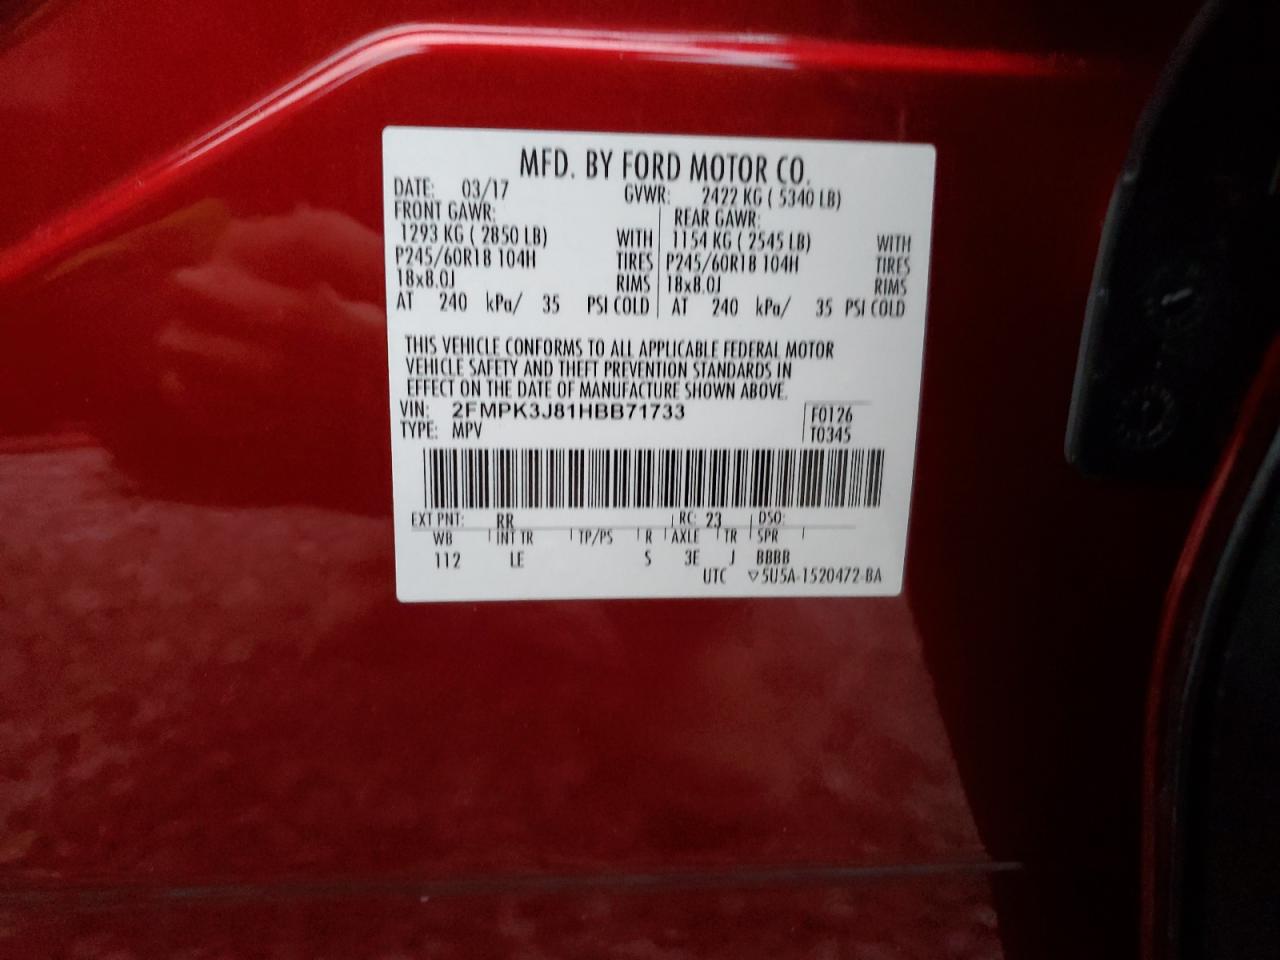 MFD. BY FORD MOTOR CO.
DATE: 03/17 GVWR: 2422 KG ( 5340 LB)
FRONT GAWR: REAR GAWR:
1293 KG ( 2850 LB) WITH 1154 KG ( 2545 LB) WITH
P245/60R18 104H TIRES P245/60R18 104H TIRES
18x8.0J RIMS 18x8.0J RIMS
AT 240 kPa/ 35 PSI COLD AT 240 kPa/ 35 PSI COLD
THIS VEHICLE CONFORMS TO ALL APPLICABLE FEDERAL MOTOR
VEHICLE SAFETY AND THEFT PREVENTION STANDARDS IN
EFFECT ON THE DATE OF MANUFACTURE SHOWN ABOVE.
VIN: 2FMPK3J81HBB71733 F0126
TYPE: MPV T0345
EXT PNT: RR RC: 23 DSO:
WB INT TR TP/PS R AXLE TR SPR
112 LE S 3E J BBBB
UTC ▽5U5A-1520472-BA